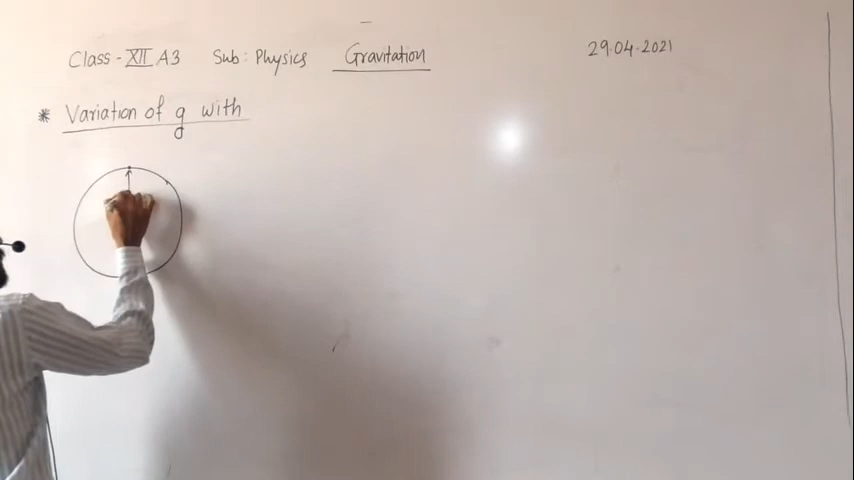 Class - XII A3 Sub : Physics Gravitation 29.04.2021
* Variation of g with